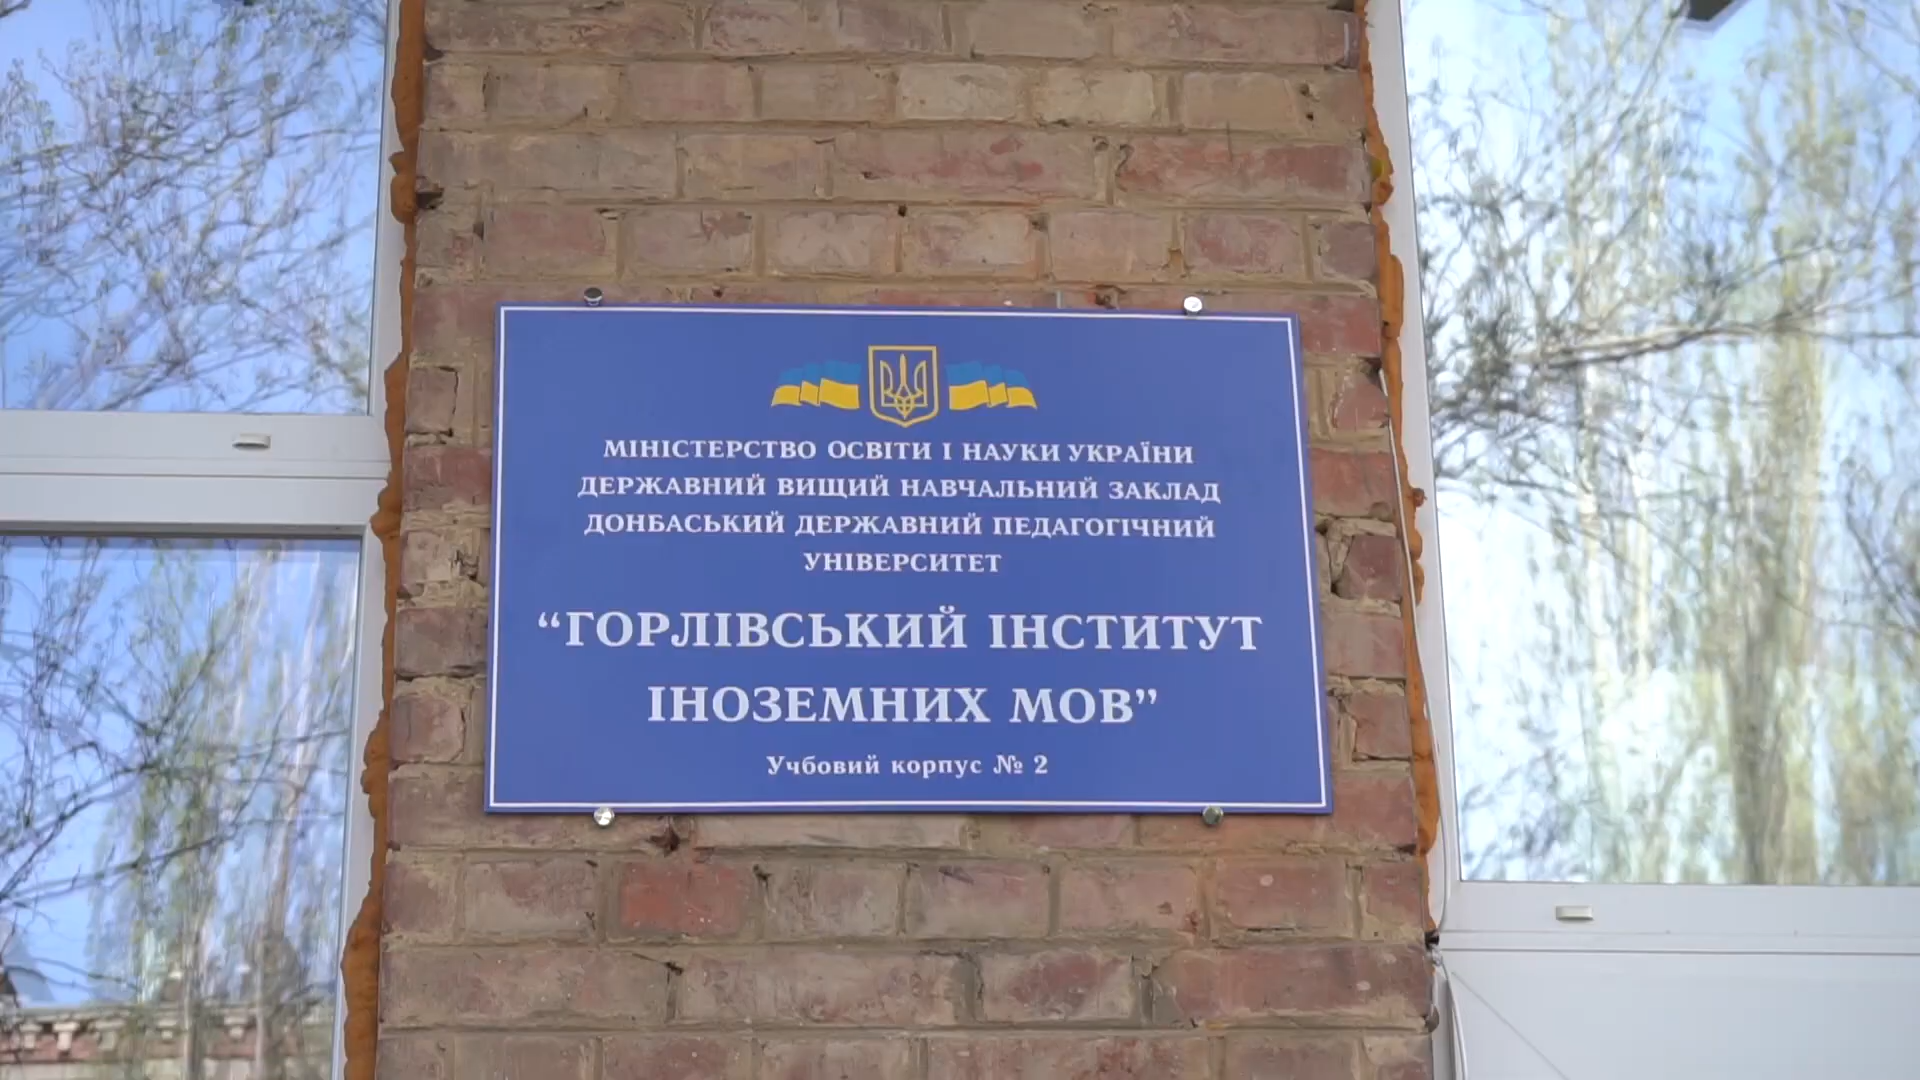 МІНІСТЕРСТВО ОСВІТИ І НАУКИ УКРАЇНИ
ДЕРЖАВНИЙ ВИЩИЙ НАВЧАЛЬНИЙ ЗАКЛАД
ДОНБАСЬКИЙ ДЕРЖАВНИЙ ПЕДАГОГІЧНИЙ
УНІВЕРСИТЕТ
“ГОРЛІВСЬКИЙ ІНСТИТУТ
ІНОЗЕМНИХ МОВ”
Учбовий корпус № 2